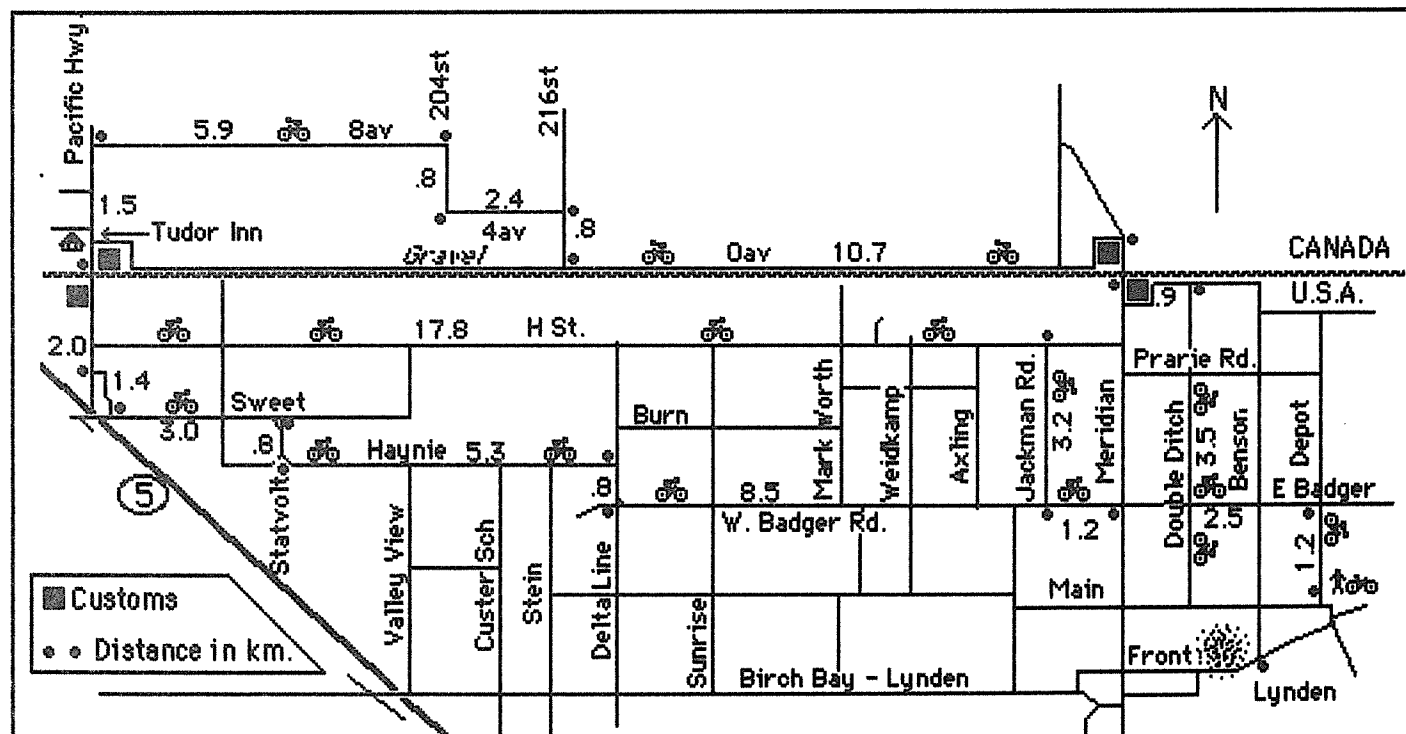 Pacific Hwy.
204st
216st
N
5.9
8av
.8
2.4
4av
.8
1.5
Tudor Inn
Gravel
0av
10.7
CANADA
U.S.A.
.9
2.0
17.8
H St.
Prarie Rd.
1.4
Sweet
3.0
.8
Haynie
5.3
Burn
Mark Worth
Weidkamp
Axling
Jackman Rd.
3.2
Meridian
Double Ditch
3.5
Benson
Depot
E Badger
.8
8.5
W. Badger Rd.
1.2
2.5
1.2
5
Statvolt
Valley View
Custer Sch
Stein
Delta Line
Sunrise
Main
Front
Birch Bay - Lynden
Lynden
Customs
Distance in km.